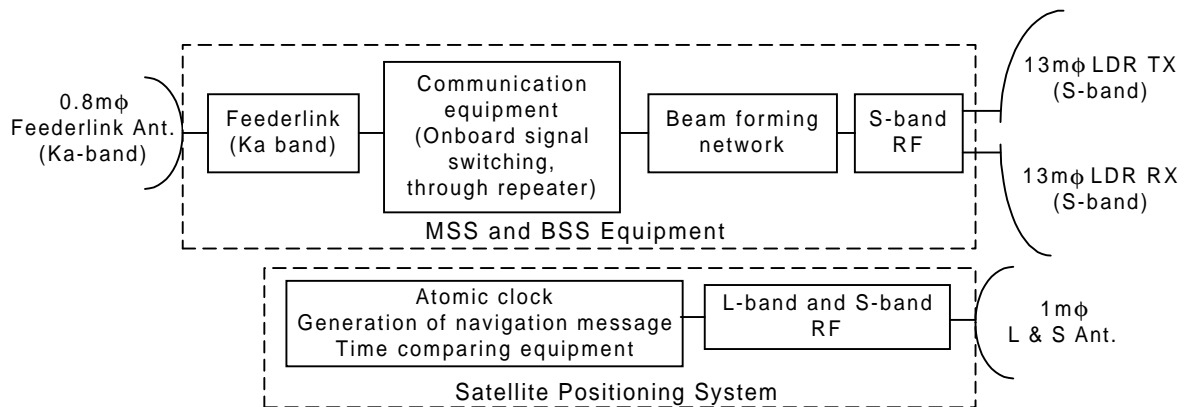 0.8mφ
Feederlink Ant.
(Ka-band)
Feederlink
(Ka band)
Communication
equipment
(Onboard signal
switching,
through repeater)
Beam forming
network
S-band
RF
13mφ LDR TX
(S-band)
13mφ LDR RX
(S-band)
MSS and BSS Equipment
Atomic clock
Generation of navigation message
Time comparing equipment
L-band and S-band
RF
1mφ
L & S Ant.
Satellite Positioning System